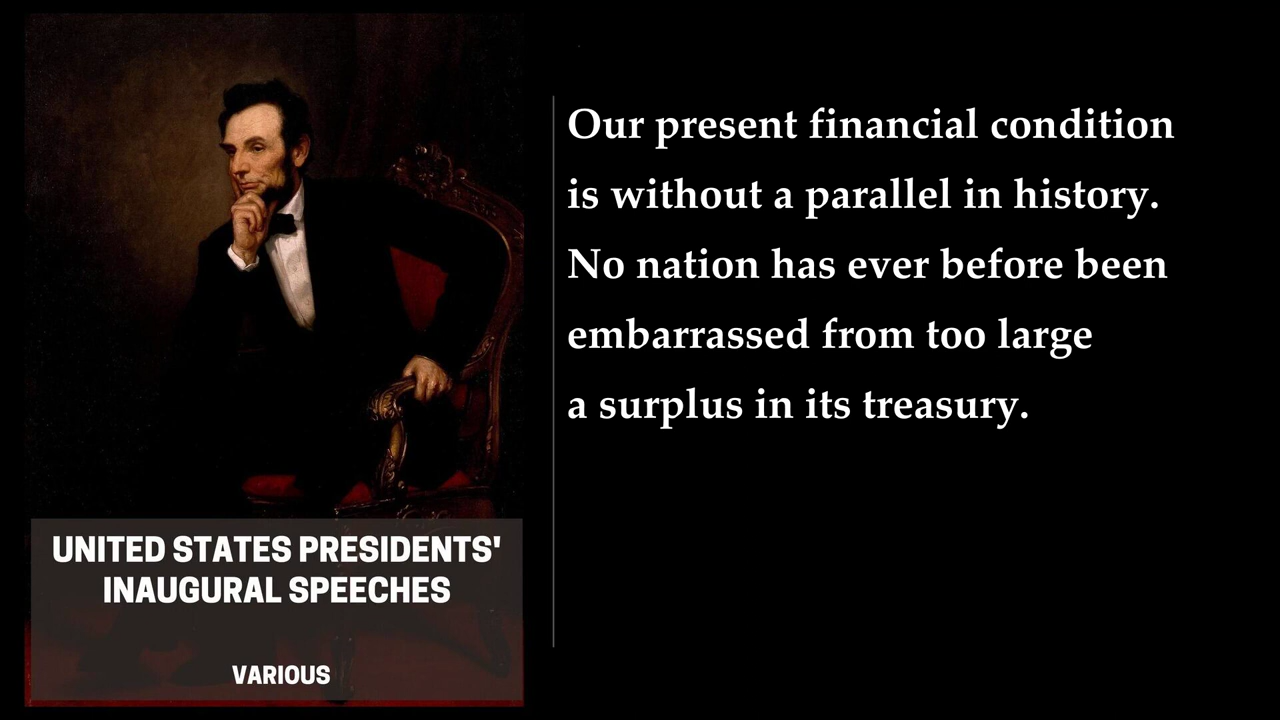 Our present financial condition
is without a parallel in history.
No nation has ever before been
embarrassed from too large
a surplus in its treasury.
UNITED STATES PRESIDENTS'
INAUGURAL SPEECHES
VARIOUS